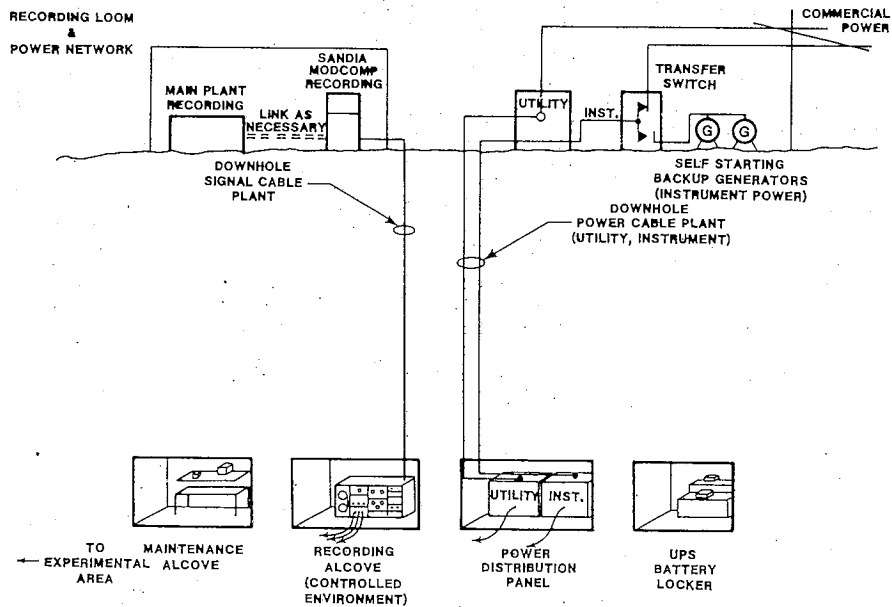 RECORDING LOOM
&
POWER NETWORK
COMMERCIAL
POWER
SANDIA
MODCOMP
RECORDING
MAIN PLANT
RECORDING
LINK AS
NECESSARY
UTILITY
INST.
TRANSFER
SWITCH
G
G
DOWNHOLE
SIGNAL CABLE
PLANT
SELF STARTING
BACKUP GENERATORS
(INSTRUMENT POWER)
DOWNHOLE
POWER CABLE PLANT
(UTILITY, INSTRUMENT)
UTILITY
INST.
TO
EXPERIMENTAL
AREA
MAINTENANCE
ALCOVE
RECORDING
ALCOVE
(CONTROLLED
ENVIRONMENT)
POWER
DISTRIBUTION
PANEL
UPS
BATTERY
LOCKER